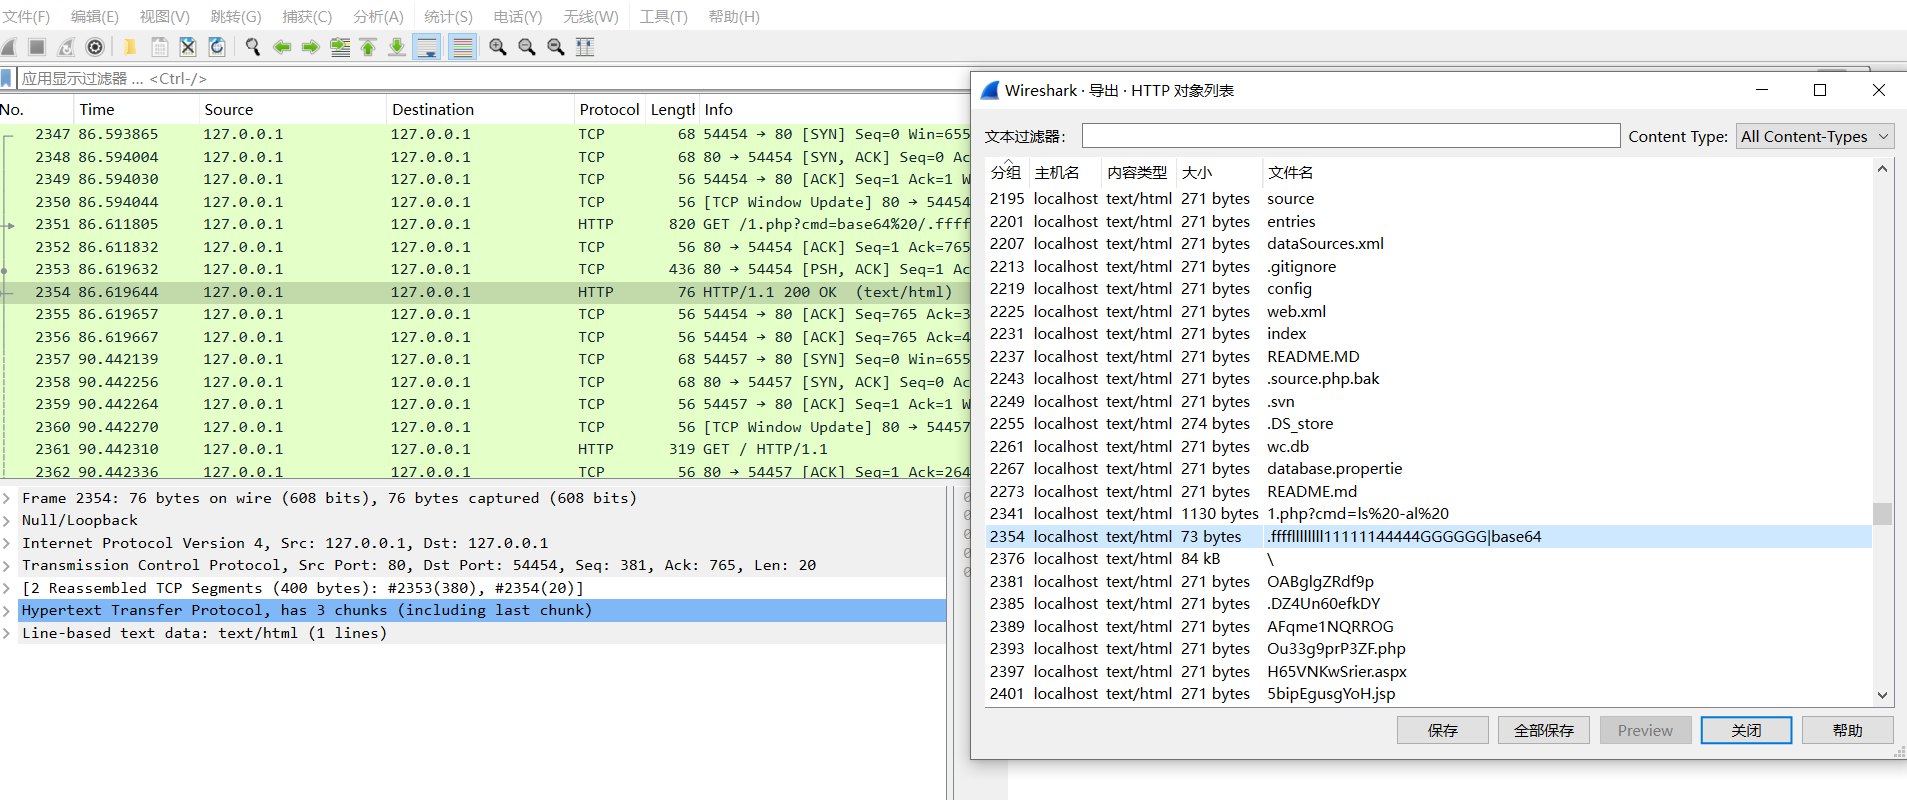 文件(F) 编辑(E) 视图(V) 跳转(G) 捕获(C) 分析(A) 统计(S) 电话(Y) 无线(W) 工具(T) 帮助(H)
应用显示过滤器 … <Ctrl-/>
No. Time Source Destination Protocol Length Info
2347 86.593865 127.0.0.1 127.0.0.1 TCP 68 54454 → 80 [SYN] Seq=0 Win=655
2348 86.594004 127.0.0.1 127.0.0.1 TCP 68 80 → 54454 [SYN, ACK] Seq=0 Ac
2349 86.594030 127.0.0.1 127.0.0.1 TCP 56 54454 → 80 [ACK] Seq=1 Ack=1 W
2350 86.594044 127.0.0.1 127.0.0.1 TCP 56 [TCP Window Update] 80 → 54454
2351 86.611805 127.0.0.1 127.0.0.1 HTTP 820 GET /1.php?cmd=base64%20/.ffff
2352 86.611832 127.0.0.1 127.0.0.1 TCP 56 80 → 54454 [ACK] Seq=1 Ack=765
2353 86.619632 127.0.0.1 127.0.0.1 TCP 436 80 → 54454 [PSH, ACK] Seq=1 Ac
2354 86.619644 127.0.0.1 127.0.0.1 HTTP 76 HTTP/1.1 200 OK (text/html)
2355 86.619657 127.0.0.1 127.0.0.1 TCP 56 54454 → 80 [ACK] Seq=765 Ack=3
2356 86.619667 127.0.0.1 127.0.0.1 TCP 56 54454 → 80 [ACK] Seq=765 Ack=4
2357 90.442139 127.0.0.1 127.0.0.1 TCP 68 54457 → 80 [SYN] Seq=0 Win=655
2358 90.442256 127.0.0.1 127.0.0.1 TCP 68 80 → 54457 [SYN, ACK] Seq=0 Ac
2359 90.442264 127.0.0.1 127.0.0.1 TCP 56 54457 → 80 [ACK] Seq=1 Ack=1 W
2360 90.442270 127.0.0.1 127.0.0.1 TCP 56 [TCP Window Update] 80 → 54457
2361 90.442310 127.0.0.1 127.0.0.1 HTTP 319 GET / HTTP/1.1
2362 90.442336 127.0.0.1 127.0.0.1 TCP 56 80 → 54457 [ACK] Seq=1 Ack=264
Frame 2354: 76 bytes on wire (608 bits), 76 bytes captured (608 bits)
Null/Loopback
Internet Protocol Version 4, Src: 127.0.0.1, Dst: 127.0.0.1
Transmission Control Protocol, Src Port: 80, Dst Port: 54454, Seq: 381, Ack: 765, Len: 20
[2 Reassembled TCP Segments (400 bytes): #2353(380), #2354(20)]
Hypertext Transfer Protocol, has 3 chunks (including last chunk)
Line-based text data: text/html (1 lines)
Wireshark · 导出 · HTTP 对象列表
文本过滤器: Content Type: All Content-Types
分组 主机名 内容类型 大小 文件名
2195 localhost text/html 271 bytes source
2201 localhost text/html 271 bytes entries
2207 localhost text/html 271 bytes dataSources.xml
2213 localhost text/html 271 bytes .gitignore
2219 localhost text/html 271 bytes config
2225 localhost text/html 271 bytes web.xml
2231 localhost text/html 271 bytes index
2237 localhost text/html 271 bytes README.MD
2243 localhost text/html 271 bytes .source.php.bak
2249 localhost text/html 271 bytes .svn
2255 localhost text/html 274 bytes .DS_store
2261 localhost text/html 271 bytes wc.db
2267 localhost text/html 271 bytes database.propertie
2273 localhost text/html 271 bytes README.md
2341 localhost text/html 1130 bytes 1.php?cmd=ls%20-al%20
2354 localhost text/html 73 bytes .fffflllllllll11111144444GGGGGG|base64
2376 localhost text/html 84 kB \
2381 localhost text/html 271 bytes OABglgZRdf9p
2385 localhost text/html 271 bytes .DZ4Un60efkDY
2389 localhost text/html 271 bytes AFqme1NQRROG
2393 localhost text/html 271 bytes Ou33g9prP3ZF.php
2397 localhost text/html 271 bytes H65VNKwSrier.aspx
2401 localhost text/html 271 bytes 5bipEgusgYoH.jsp
保存 全部保存 Preview 关闭 帮助